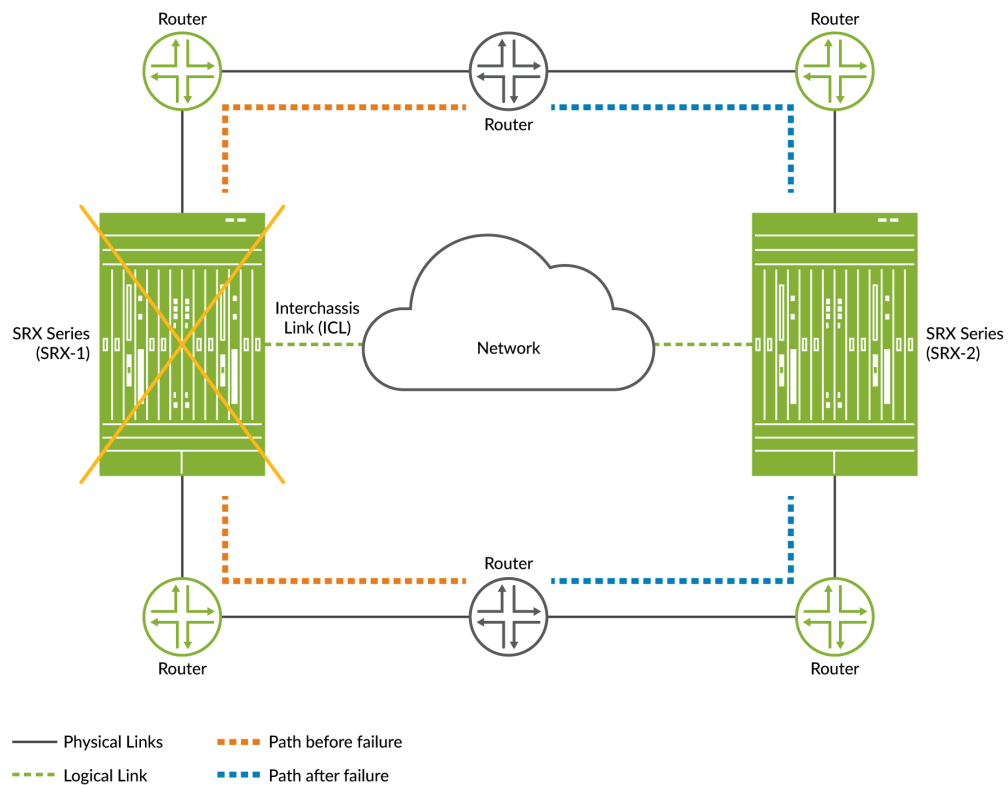 Router
Router
Router
Interchassis
Link (ICL)
SRX Series
(SRX-1)
Network
SRX Series
(SRX-2)
Router
Router
Router
Physical Links
Path before failure
Logical Link
Path after failure